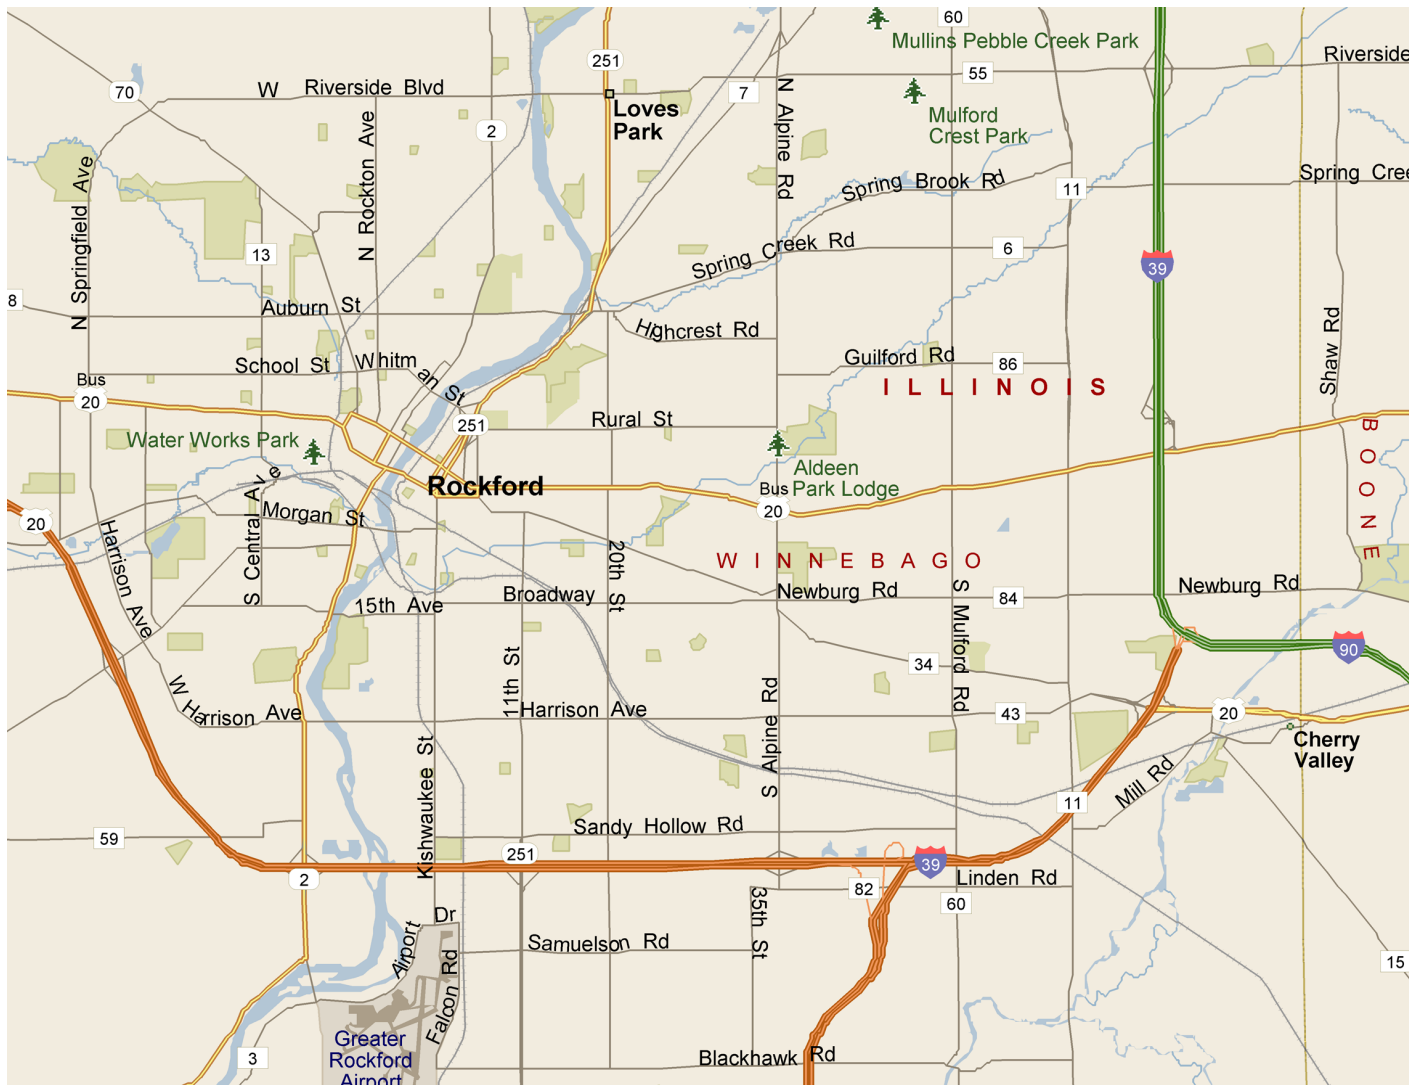 60
Mullins Pebble Creek Park
251
Riverside
55
70
W Riverside Blvd
7
Loves
Park
2
N Alpine Rd
Mulford
Crest Park
N Rockton Ave
N Springfield Ave
Spring Brook Rd
11
Spring Cree
13
Spring Creek Rd
6
39
8
Auburn St
Highcrest Rd
Shaw Rd
School St
Whitman St
Guilford Rd
86
Bus
20
ILLINOIS
251
Rural St
BOONE
Water Works Park
Aldeen
Park Lodge
Rockford
Bus
20
S Central Ave
Morgan St
20
Harrison Ave
20th St
WINNEBAGO
S Mulford Rd
Newburg Rd
Broadway
Newburg Rd
84
15th Ave
90
34
11th St
W Harrison Ave
Harrison Ave
S Alpine Rd
43
20
Cherry
Valley
Kishwaukee St
Mill Rd
11
59
Sandy Hollow Rd
251
39
2
82
Linden Rd
60
35th St
Airport Dr
Samuelson Rd
15
Falcon Rd
Greater
Rockford
Airport
3
Blackhawk Rd